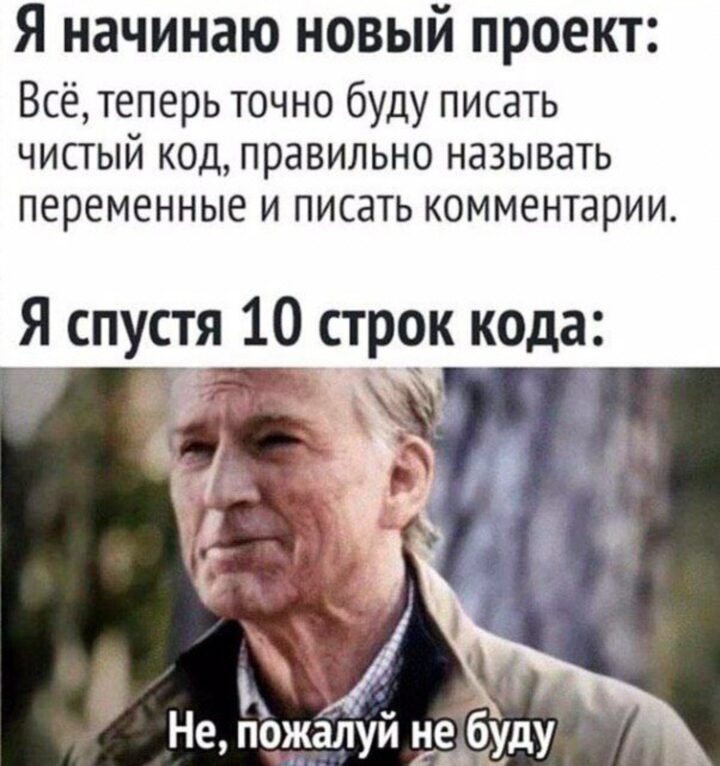 Я начинаю новый проект:
Всё, теперь точно буду писать
чистый код, правильно называть
переменные и писать комментарии.
Я спустя 10 строк кода:
Не, пожалуй не буду